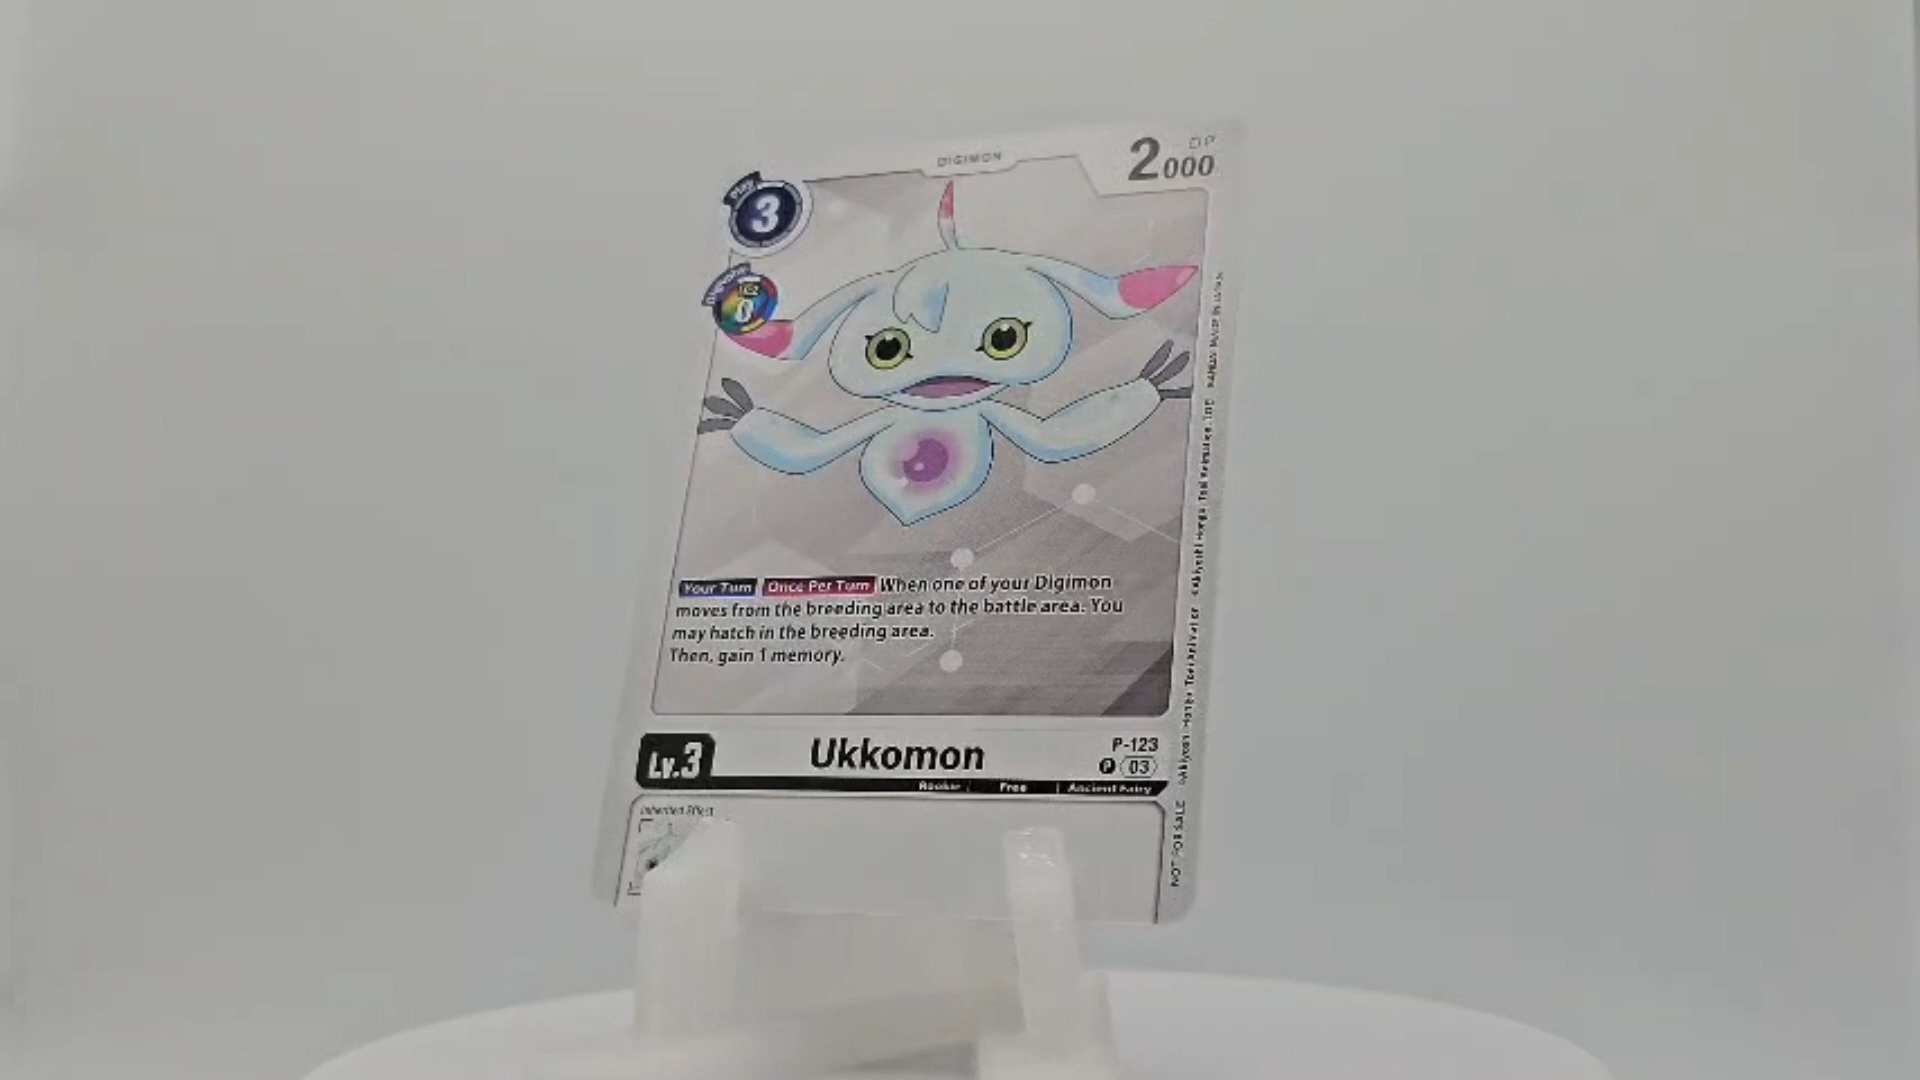 DIGIMON
DP
2000
Play
3
Lv.2
0
Your Turn Once Per Turn When one of your Digimon
moves from the breeding area to the battle area. You
may hatch in the breeding area.
Then, gain 1 memory.
Lv.3
Ukkomon
P-123
P 03
Rookie | Free | Ancient Fairy
Inherited Effect
NOT FOR SALE